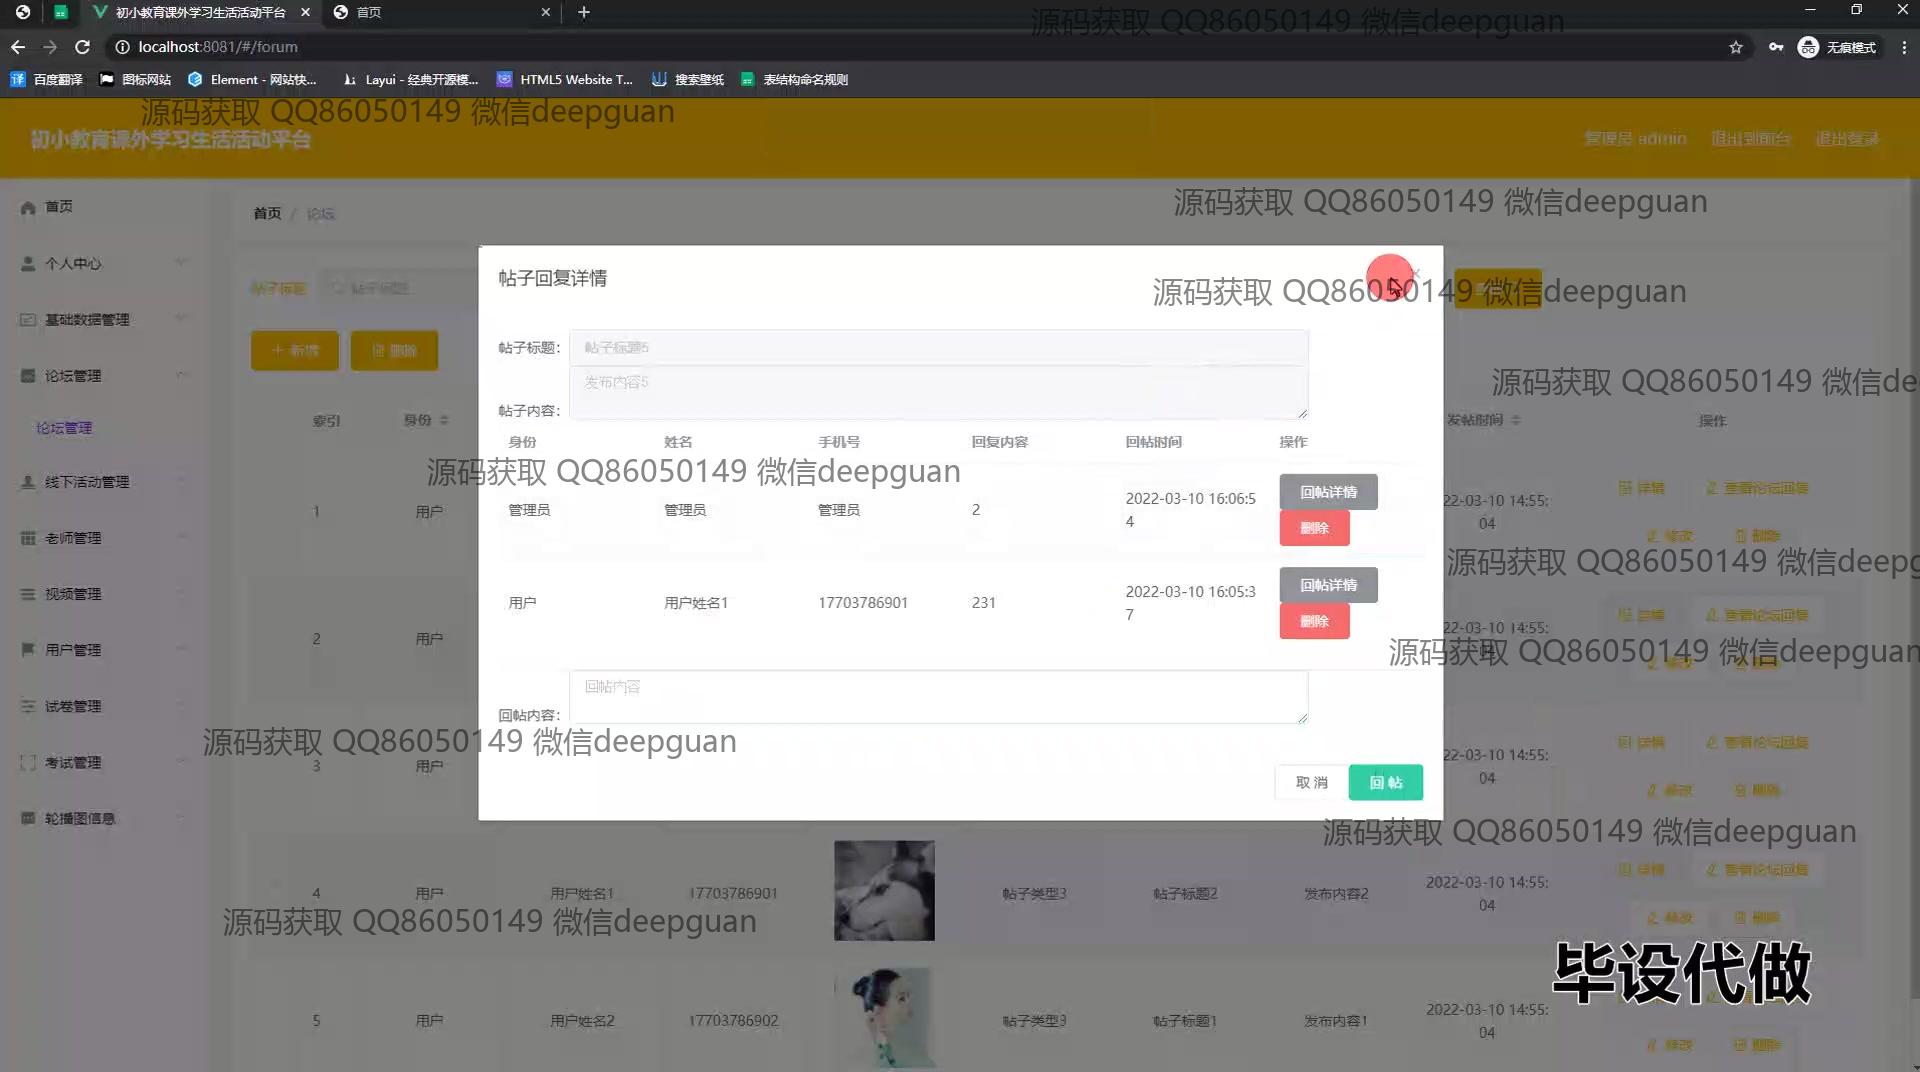 初小教育课外学习生活活动平台
首页
localhost:8081/#/forum
无痕模式
百度翻译
图标网站
Element - 网站快...
Layui - 经典开源模...
HTML5 Website T...
搜索壁纸
表结构命名规则
源码获取 QQ86050149 微信deepguan
源码获取 QQ86050149 微信deepguan
初小教育课外学习生活活动平台
管理员 admin
退出到前台
退出登录
源码获取 QQ86050149 微信deepguan
首页
个人中心
基础数据管理
论坛管理
论坛管理
线下活动管理
老师管理
视频管理
用户管理
试卷管理
考试管理
轮播图信息
首页 / 论坛
帖子标题
帖子标题
+ 新增
删除
索引
身份
发帖时间
操作
帖子回复详情
源码获取 QQ86050149 微信deepguan
帖子标题:
帖子标题5
帖子内容:
发布内容5
源码获取 QQ86050149 微信de
身份 姓名 手机号 回复内容 回帖时间 操作
源码获取 QQ86050149 微信deepguan
管理员 管理员 管理员 2 2022-03-10 16:06:5
4
回帖详情
删除
用户 用户姓名1 17703786901 231 2022-03-10 16:05:3
7
回帖详情
删除
回帖内容:
回帖内容
取 消
回 帖
1 用户
22-03-10 14:55:
04
详情 查看论坛回复
修改 删除
源码获取 QQ86050149 微信deepg
2 用户
22-03-10 14:55:
详情 查看论坛回复
源码获取 QQ86050149 微信deepguan
源码获取 QQ86050149 微信deepguan
3 用户
22-03-10 14:55:
04
详情 查看论坛回复
修改 删除
源码获取 QQ86050149 微信deepguan
4 用户 用户姓名1 17703786901 帖子类型3 帖子标题2 发布内容2 2022-03-10 14:55:
04
详情 查看论坛回复
修改 删除
源码获取 QQ86050149 微信deepguan
毕设代做
5 用户 用户姓名2 17703786902 帖子类型3 帖子标题1 发布内容1 2022-03-10 14:55:
04
修改 删除